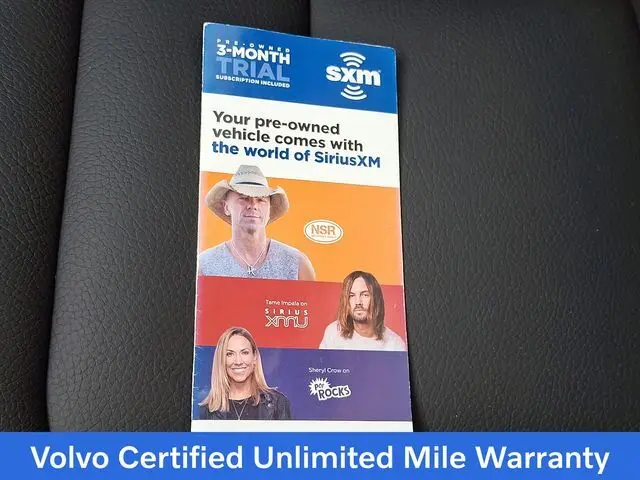 PRE-OWNED
3-MONTH
TRIAL
SUBSCRIPTION INCLUDED
sxm
Your pre-owned
vehicle comes with
the world of SiriusXM
NSR
Tame Impala on
SIRIUS
XMU
Sheryl Crow on
POP
ROCKS
Volvo Certified Unlimited Mile Warranty